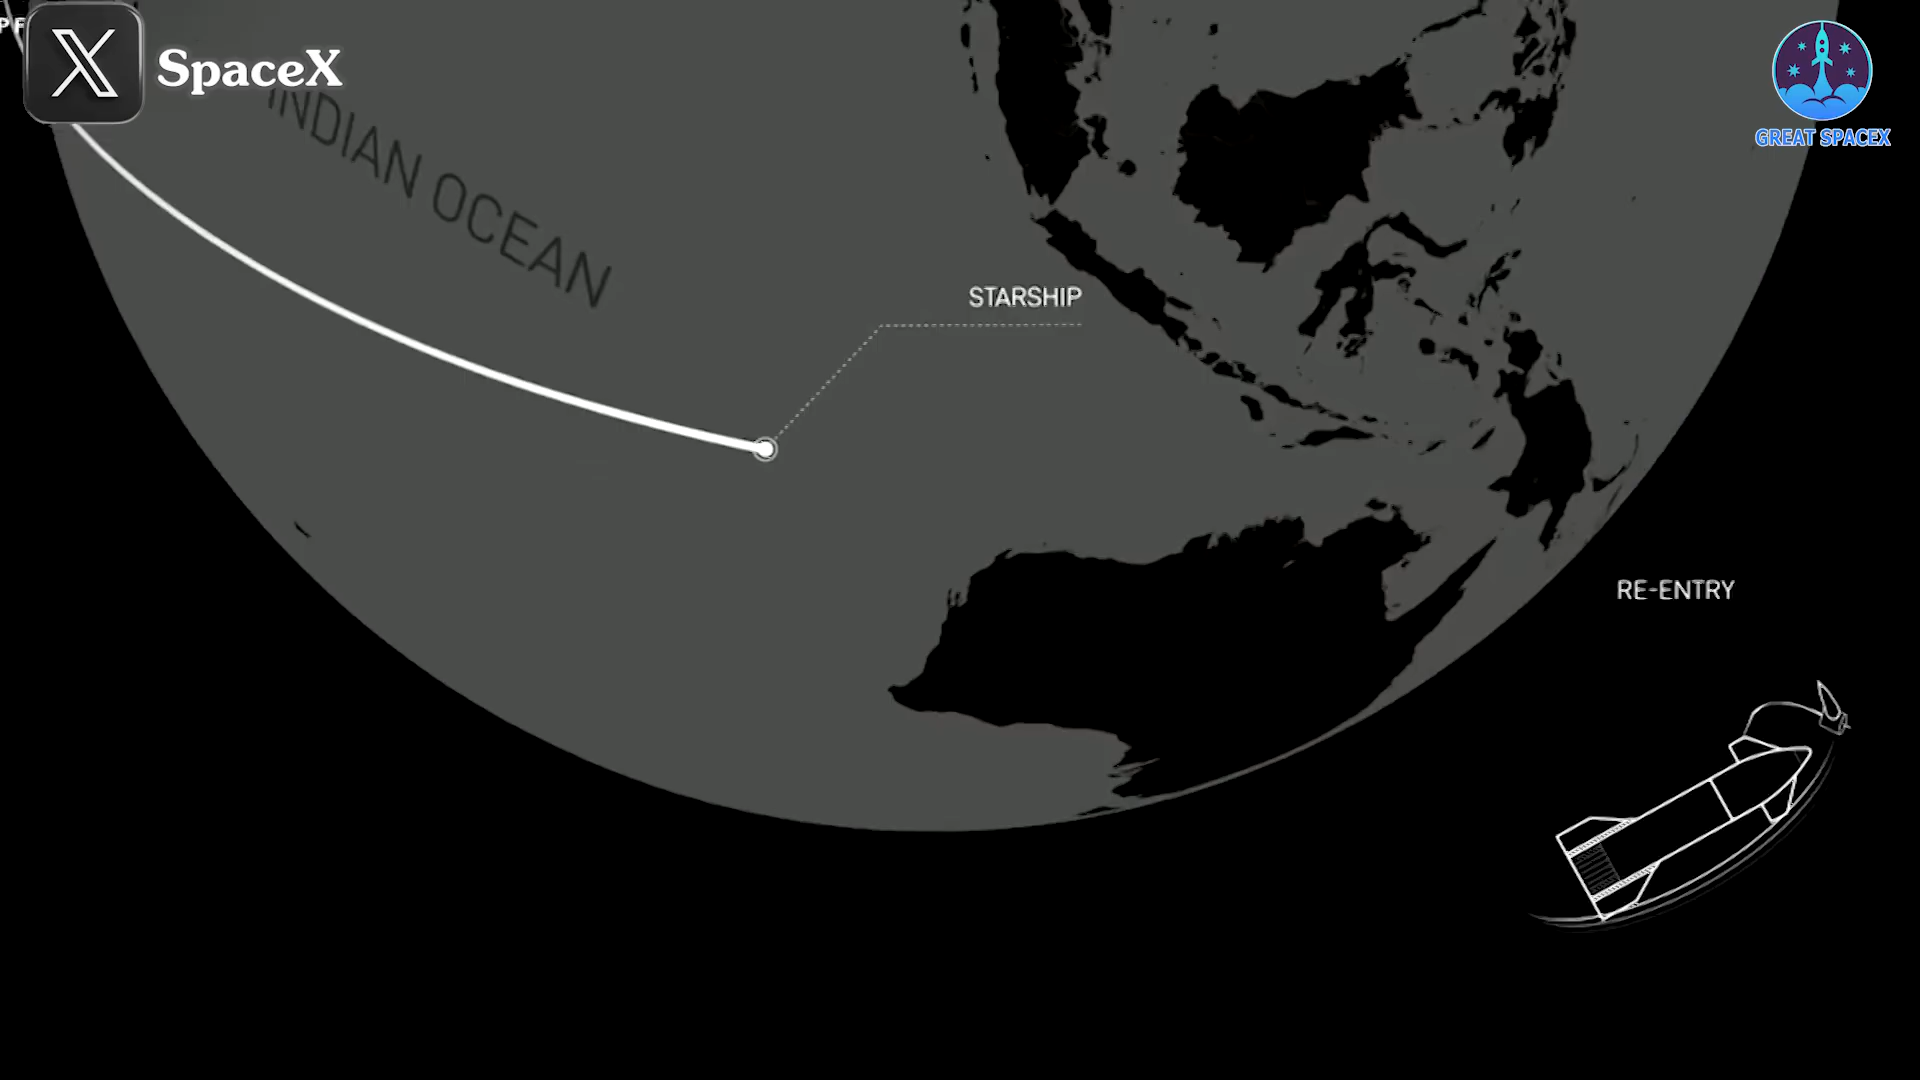 SpaceX
GREAT SPACEX
INDIAN OCEAN
STARSHIP
RE-ENTRY